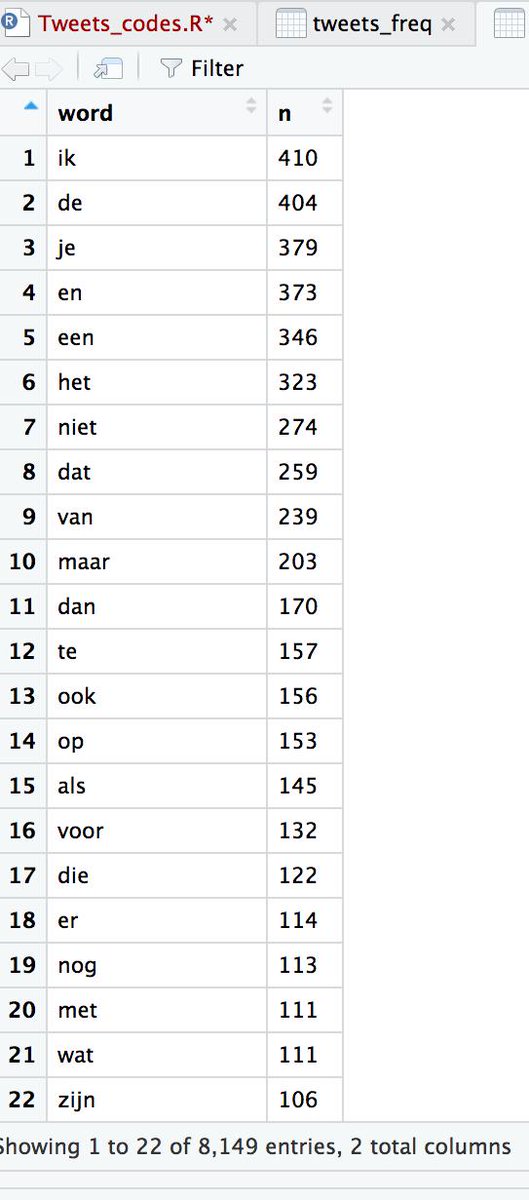 R Tweets_codes.R* × tweets_freq ×
Filter
word n
1 ik 410
2 de 404
3 je 379
4 en 373
5 een 346
6 het 323
7 niet 274
8 dat 259
9 van 239
10 maar 203
11 dan 170
12 te 157
13 ook 156
14 op 153
15 als 145
16 voor 132
17 die 122
18 er 114
19 nog 113
20 met 111
21 wat 111
22 zijn 106
Showing 1 to 22 of 8,149 entries, 2 total columns